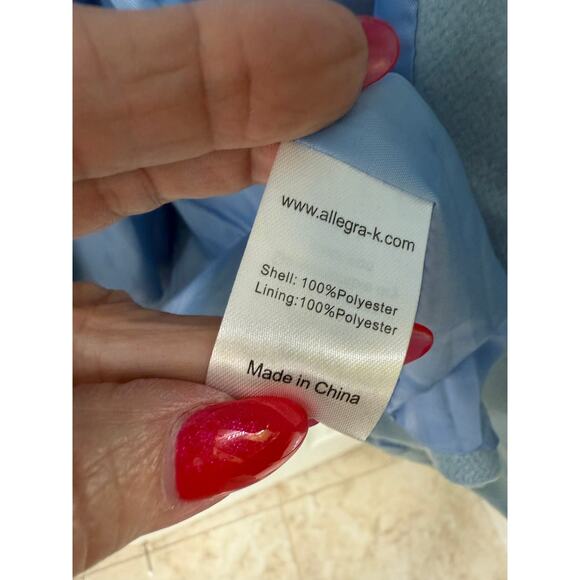 www.allegra-k.com
Shell: 100%Polyester
Lining:100%Polyester
Made in China